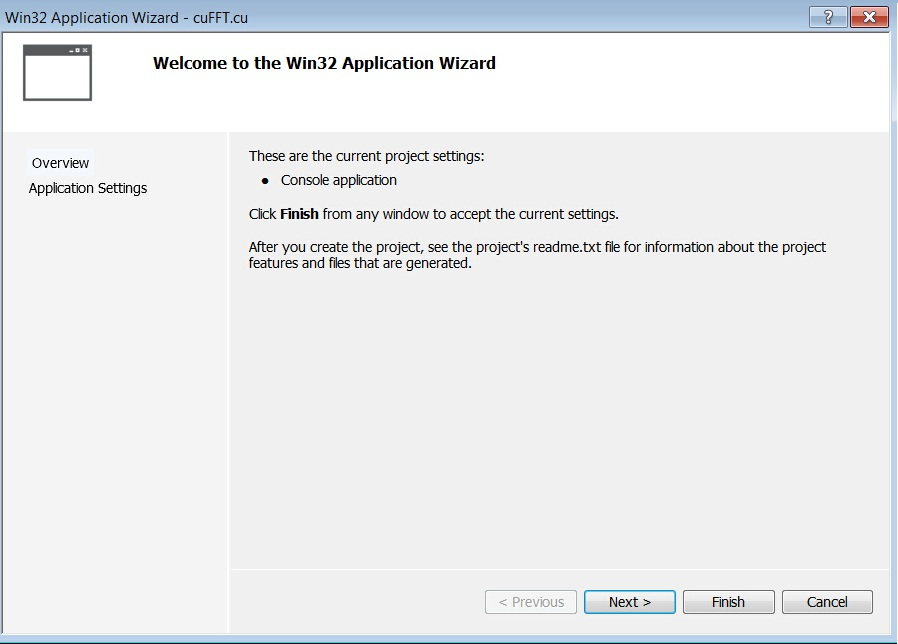 Win32 Application Wizard - cuFFT.cu
?
Welcome to the Win32 Application Wizard
Overview
Application Settings
These are the current project settings:
● Console application
Click Finish from any window to accept the current settings.
After you create the project, see the project's readme.txt file for information about the project
features and files that are generated.
< Previous
Next >
Finish
Cancel